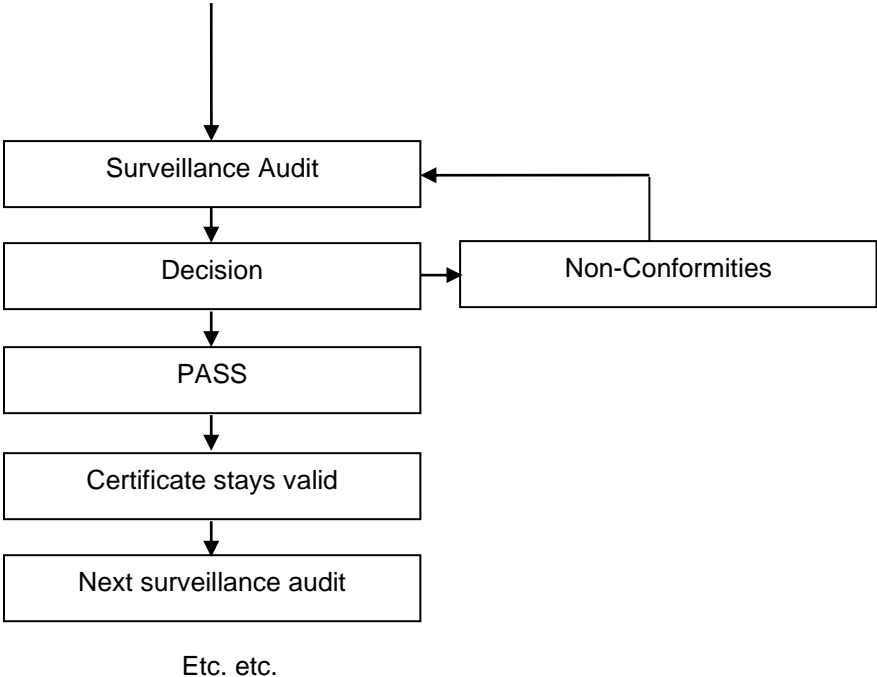 Surveillance Audit
Decision
Non-Conformities
PASS
Certificate stays valid
Next surveillance audit
Etc. etc.